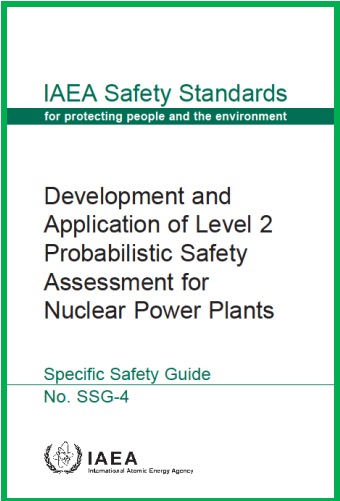 IAEA Safety Standards
for protecting people and the environment
Development and
Application of Level 2
Probabilistic Safety
Assessment for
Nuclear Power Plants
Specific Safety Guide
No. SSG-4
IAEA
International Atomic Energy Agency